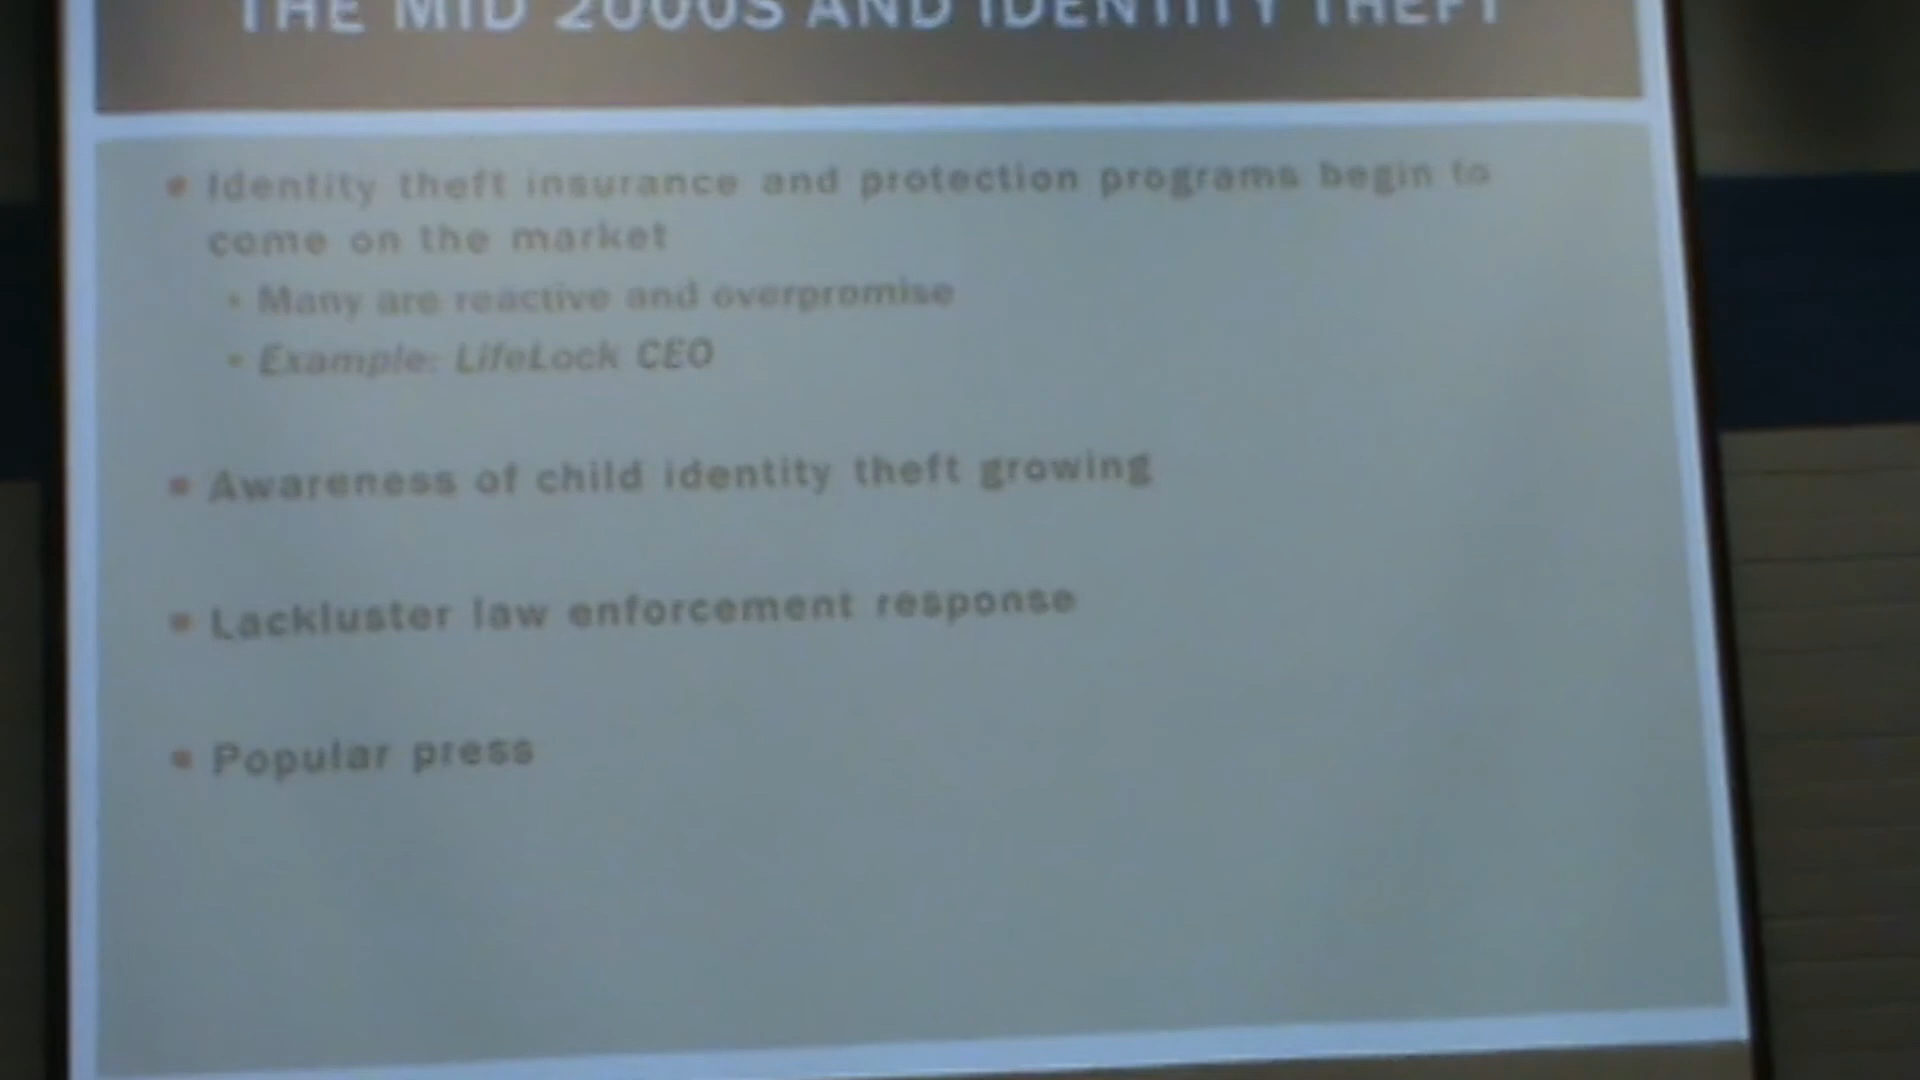 THE MID 2000S AND IDENTITY THEFT
Identity theft insurance and protection programs begin to
come on the market
Many are reactive and overpromise
Example: LifeLock CEO
Awareness of child identity theft growing
Lackluster law enforcement response
Popular press